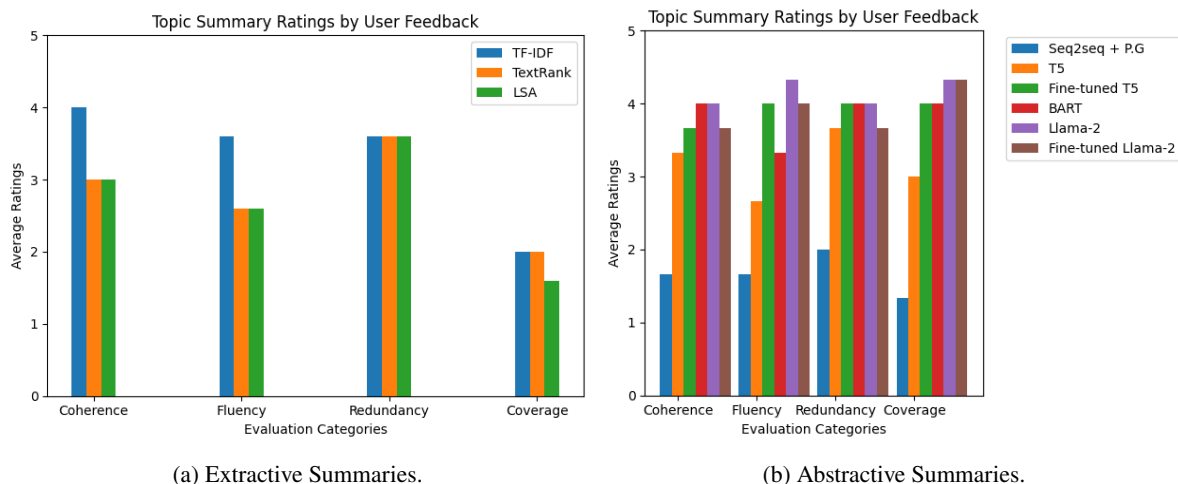 Topic Summary Ratings by User Feedback
5
4
3
2
1
0
Average Ratings
TF-IDF
TextRank
LSA
Coherence
Fluency
Redundancy
Coverage
Evaluation Categories
(a) Extractive Summaries.
Topic Summary Ratings by User Feedback
5
4
3
2
1
0
Average Ratings
Seq2seq + P.G
T5
Fine-tuned T5
BART
Llama-2
Fine-tuned Llama-2
Coherence
Fluency
Redundancy
Coverage
Evaluation Categories
(b) Abstractive Summaries.